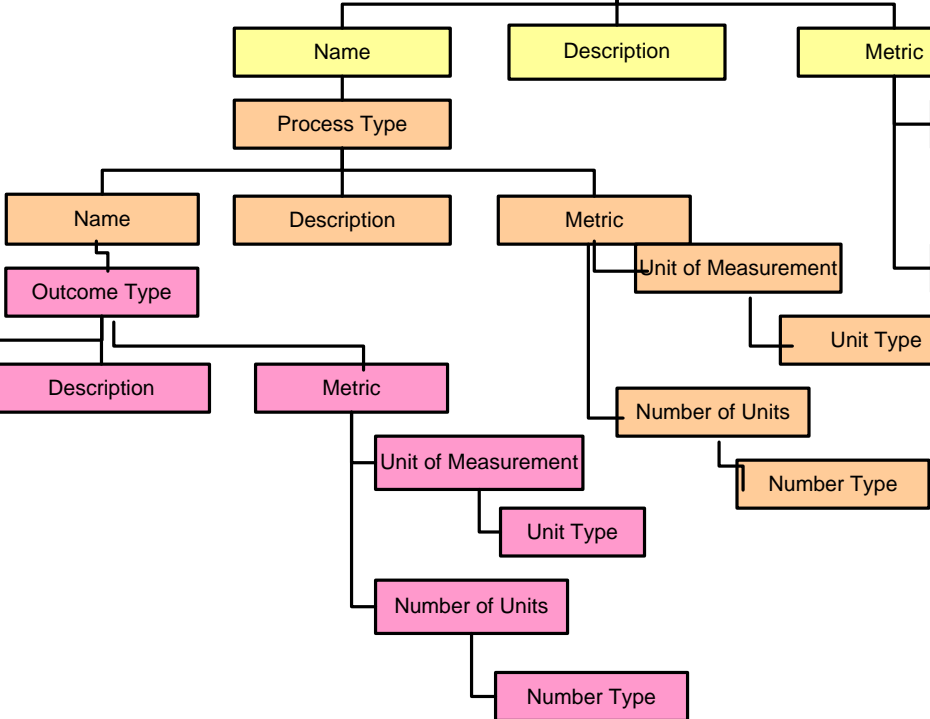 Name
Description
Metric
Process Type
Name
Description
Metric
Unit of Measurement
Outcome Type
Unit Type
Description
Metric
Number of Units
Unit of Measurement
Number Type
Unit Type
Number of Units
Number Type